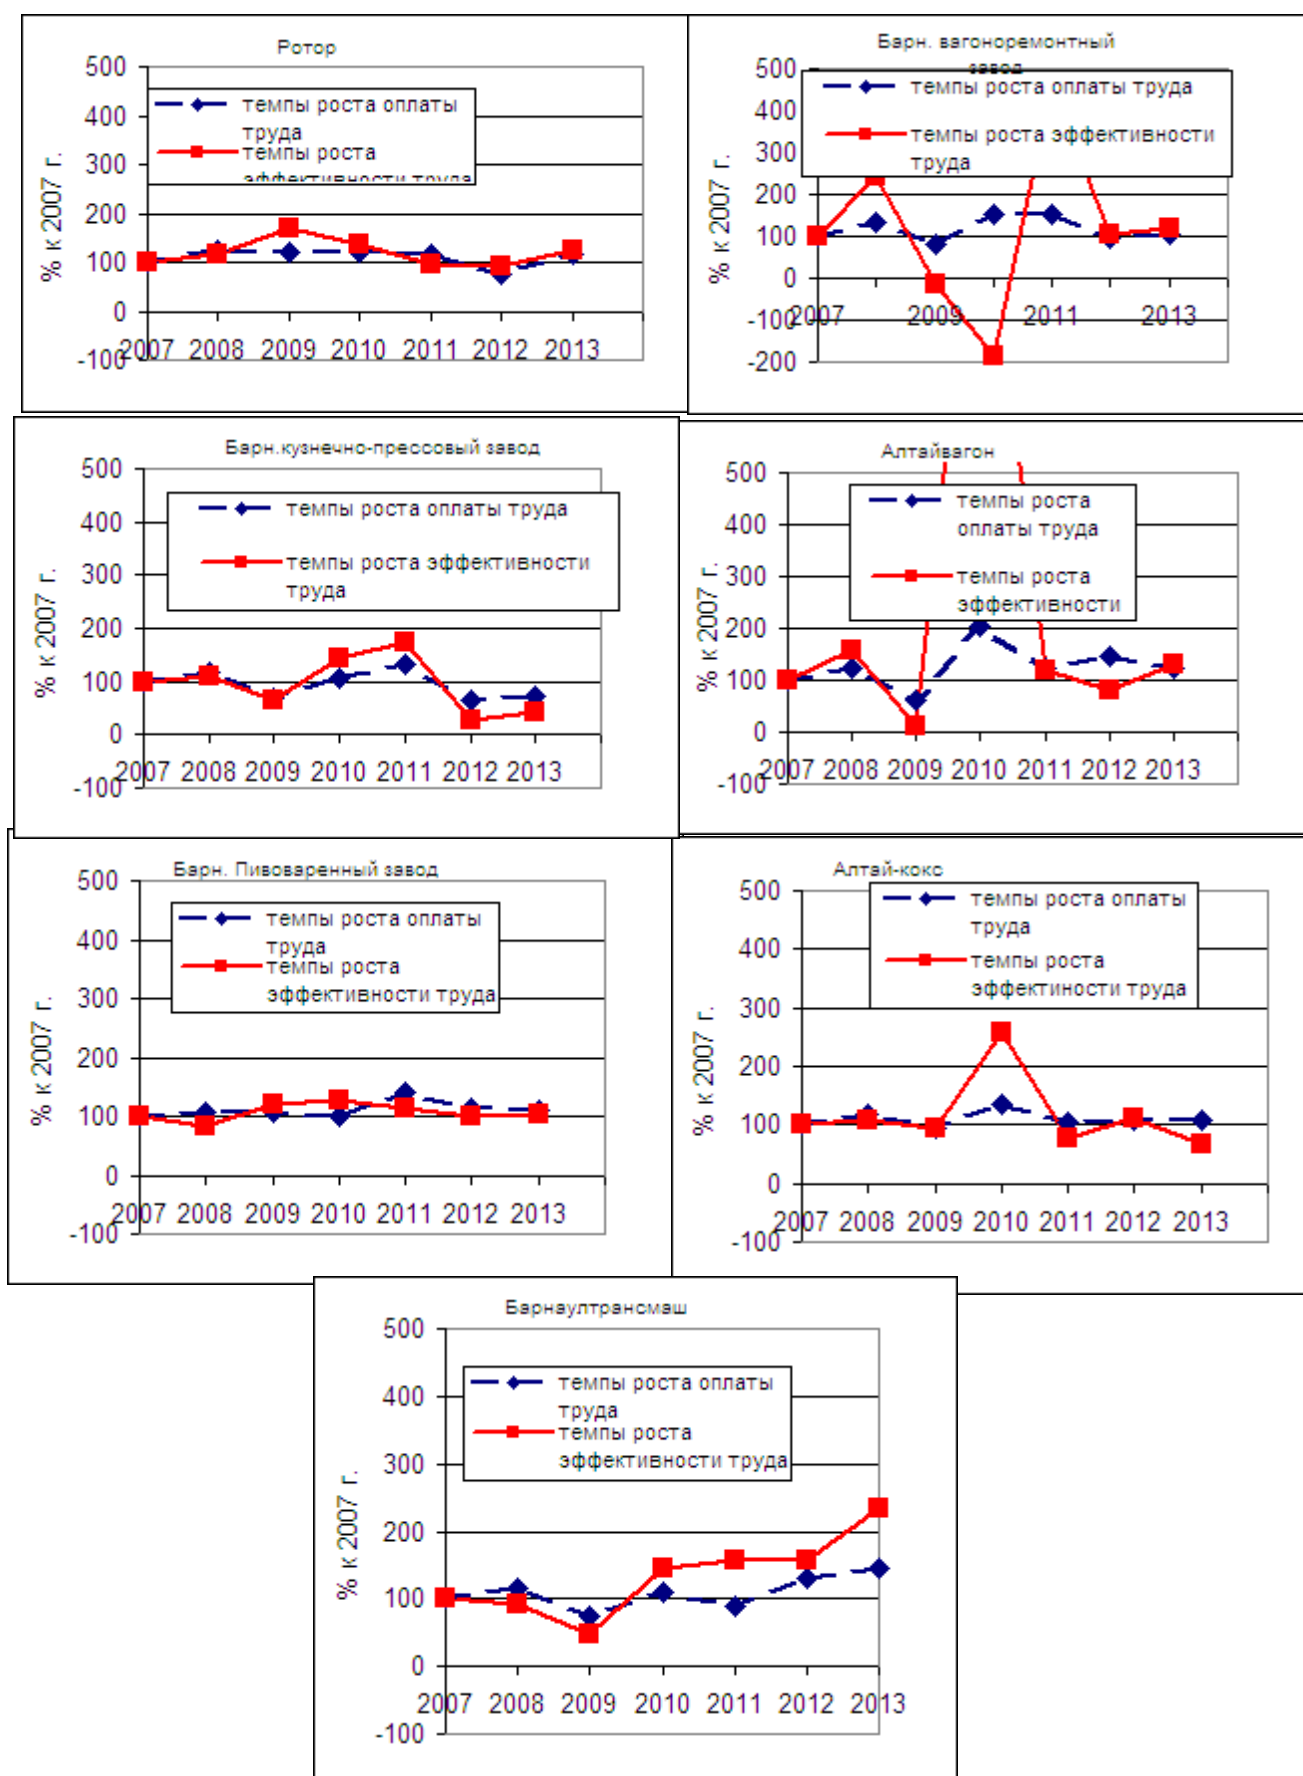 Ротор
500
400
300
200
100
0
-100
% к 2007 г.
темпы роста оплаты
труда
темпы роста
эффективности труда
2007 2008 2009 2010 2011 2012 2013
Барн. вагоноремонтный
завод
500
400
300
200
100
0
-100
-200
% к 2007 г.
темпы роста оплаты труда
темпы роста эффективности
труда
2007 2009 2011 2013
Барн.кузнечно-прессовый завод
500
400
300
200
100
0
-100
% к 2007 г.
темпы роста оплаты труда
темпы роста эффективности
труда
2007 2008 2009 2010 2011 2012 2013
Алтайвагон
500
400
300
200
100
0
-100
% к 2007 г.
темпы роста
оплаты труда
темпы роста
эффективности
2007 2008 2009 2010 2011 2012 2013
Барн. Пивоваренный завод
500
400
300
200
100
0
-100
% к 2007 г.
темпы роста оплаты
труда
темпы роста
эффективности труда
2007 2008 2009 2010 2011 2012 2013
Алтай-кокс
500
400
300
200
100
0
-100
% к 2007 г.
темпы роста оплаты
труда
темпы роста
эффектиности труда
2007 2008 2009 2010 2011 2012 2013
Барнаултрансмаш
500
400
300
200
100
0
-100
% к 2007 г.
темпы роста оплаты
труда
темпы роста
эффективности труда
2007 2008 2009 2010 2011 2012 2013